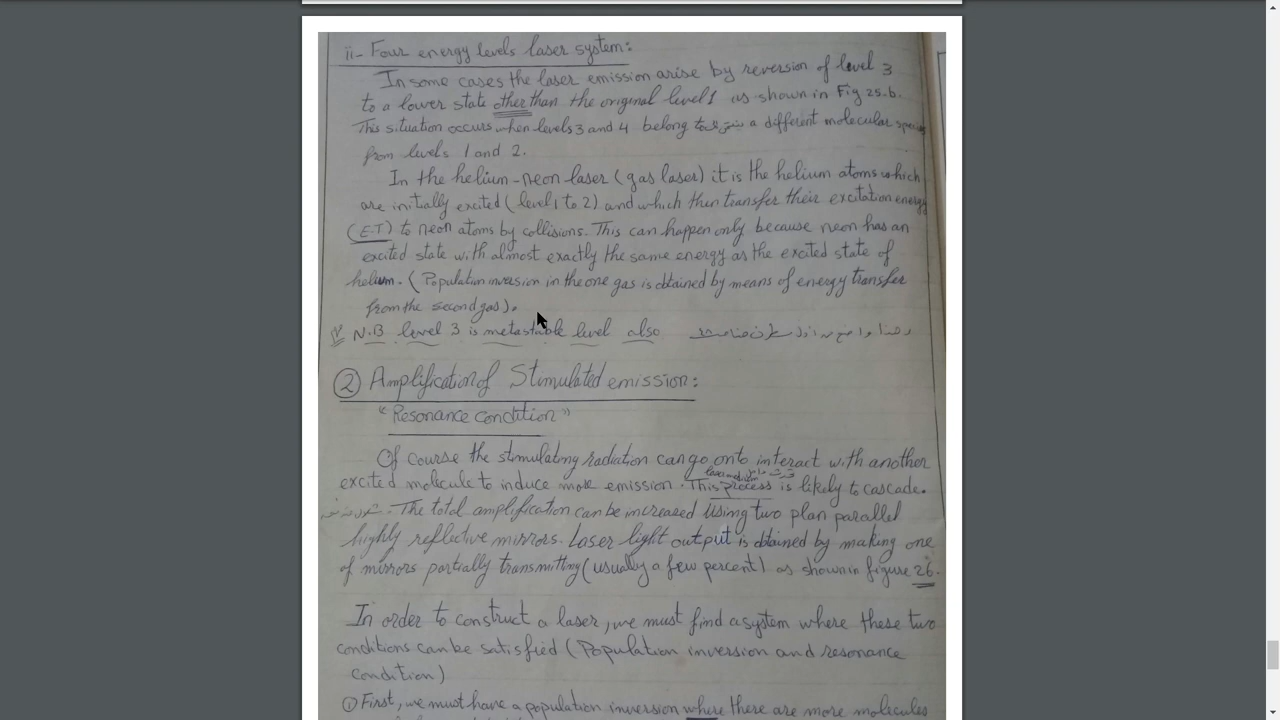 ii- Four energy levels laser system:
In some cases the laser emission arise by reversion of level 3
to a lower state other than the original level 1 as shown in Fig 25.b.
This situation occurs when levels 3 and 4 belong to a different molecular species
from levels 1 and 2.
In the helium-neon laser (gas laser) it is the helium atoms which
are initially excited (level 1 to 2) and which then transfer their excitation energy
(E.T) to neon atoms by collisions. This can happen only because neon has an
excited state with almost exactly the same energy as the excited state of
helium. (Population inversion in the one gas is obtained by means of energy transfer
from the second gas).
N.B level 3 is metastable level also
② Amplification of Stimulated emission:
"Resonance condition"
Of course the stimulating radiation can go onto interact with another
excited molecule to induce more emission. This process is likely to cascade.
The total amplification can be increased using two plan parallel
highly reflective mirrors. Laser light output is obtained by making one
of mirrors partially transmitting (usually a few percent) as shown in figure 26.
In order to construct a laser, we must find a system where these two
conditions can be satisfied (Population inversion and resonance
condition)
① First, we must have a population inversion where there are more molecules